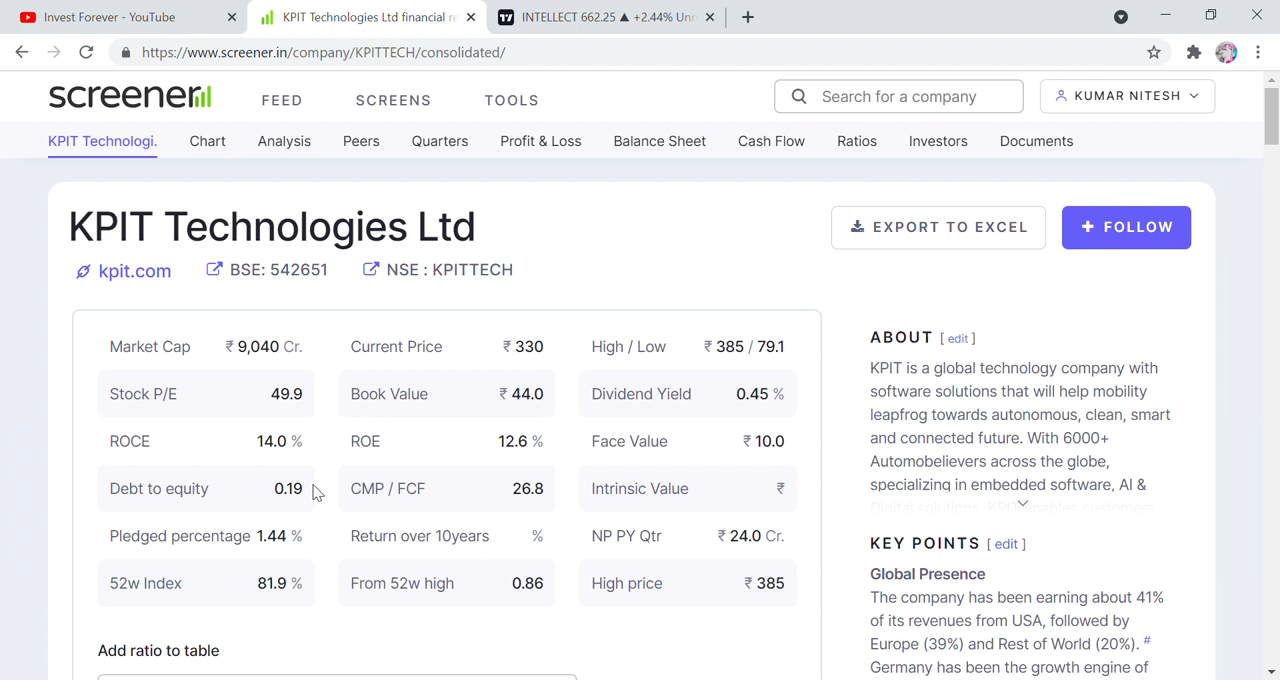 Invest Forever - YouTube
KPIT Technologies Ltd financial re
INTELLECT 662.25 ▲ +2.44% Unn
https://www.screener.in/company/KPITTECH/consolidated/
screener
FEED
SCREENS
TOOLS
Search for a company
KUMAR NITESH
KPIT Technologi.
Chart
Analysis
Peers
Quarters
Profit & Loss
Balance Sheet
Cash Flow
Ratios
Investors
Documents
KPIT Technologies Ltd
EXPORT TO EXCEL
+ FOLLOW
kpit.com
BSE: 542651
NSE : KPITTECH
Market Cap ₹ 9,040 Cr.
Current Price ₹ 330
High / Low ₹ 385 / 79.1
Stock P/E 49.9
Book Value ₹ 44.0
Dividend Yield 0.45 %
ROCE 14.0 %
ROE 12.6 %
Face Value ₹ 10.0
Debt to equity 0.19
CMP / FCF 26.8
Intrinsic Value ₹
Pledged percentage 1.44 %
Return over 10years %
NP PY Qtr ₹ 24.0 Cr.
52w Index 81.9 %
From 52w high 0.86
High price ₹ 385
Add ratio to table
ABOUT [ edit ]
KPIT is a global technology company with
software solutions that will help mobility
leapfrog towards autonomous, clean, smart
and connected future. With 6000+
Automobelievers across the globe,
specializing in embedded software, AI &
Digital solutions, KPIT enables customers
KEY POINTS [ edit ]
Global Presence
The company has been earning about 41%
of its revenues from USA, followed by
Europe (39%) and Rest of World (20%). #
Germany has been the growth engine of